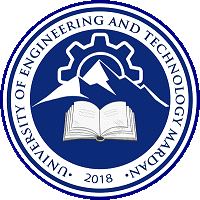 UNIVERSITY OF ENGINEERING AND TECHNOLOGY MARDAN
2018